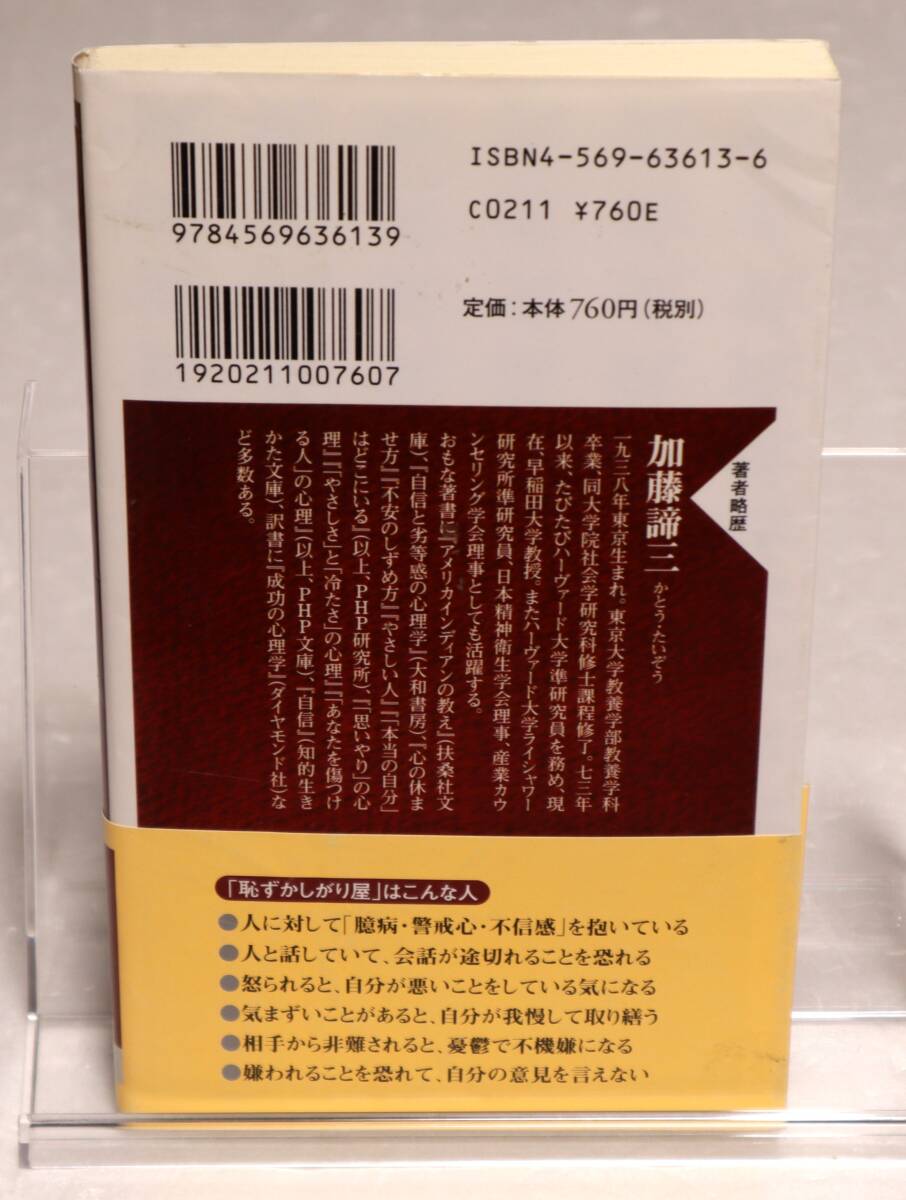 9784569636139
ISBN4-569-63613-6
C0211 ¥760E
1920211007607
定価：本体760円（税別）
著者略歴
加藤諦三 かとう・たいぞう
一九三八年東京生まれ。東京大学教養学部教養学科
卒業、同大学院社会学研究科修士課程修了。七三年
以来、たびたびハーヴァード大学準研究員を務め、現
在、早稲田大学教授。またハーヴァード大学ライシャワー
研究所準研究員、日本精神衛生学会理事、産業カウ
ンセリング学会理事としても活躍する。
おもな著書に『アメリカインディアンの教え』（扶桑社文
庫）、『自信と劣等感の心理学』（大和書房）、『心の休ま
せ方』『不安のしずめ方』『やさしい人』『本当の自分
はどこにいる』（以上、PHP研究所）、『「思いやり」の心
理』『「やさしさ」と「冷たさ」の心理』『あなたを傷つけ
る人」の心理』（以上、PHP文庫）、『自信』（知的生き
かた文庫）、訳書に『成功の心理学』（ダイヤモンド社）な
ど多数ある。
「恥ずかしがり屋」はこんな人
●人に対して「臆病・警戒心・不信感」を抱いている
●人と話していて、会話が途切れることを恐れる
●怒られると、自分が悪いことをしている気になる
●気まずいことがあると、自分が我慢して取り繕う
●相手から非難されると、憂鬱で不機嫌になる
●嫌われることを恐れて、自分の意見を言えない